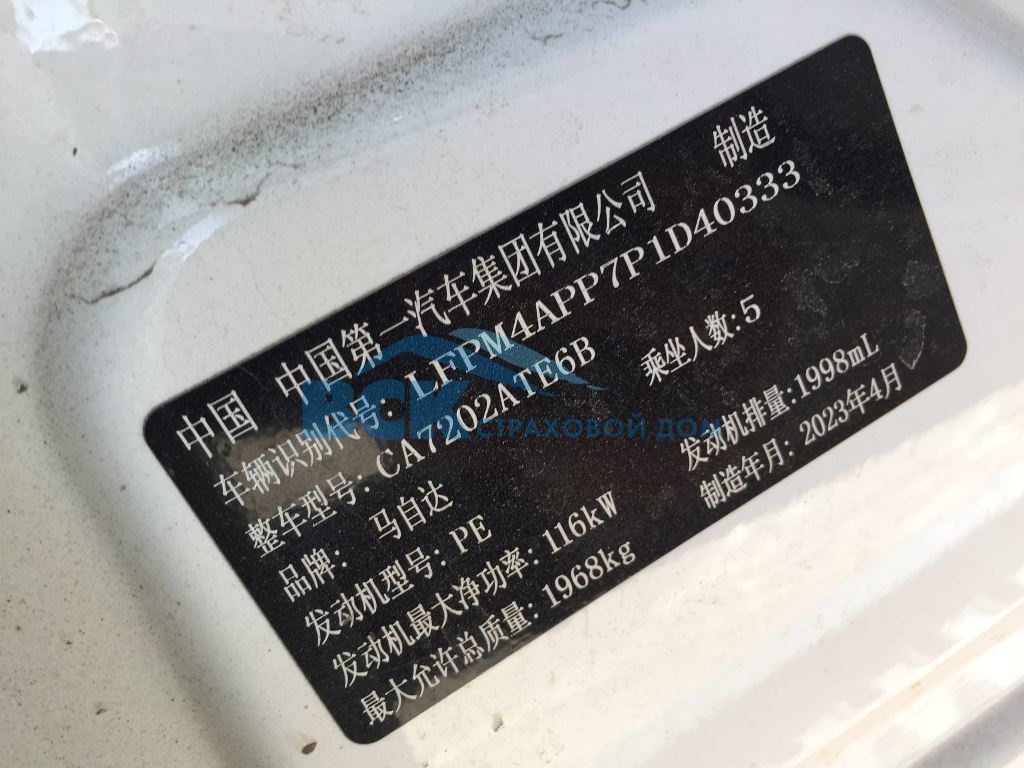 中国 中国第一汽车集团有限公司 制造
车辆识别代号: LFPM4APP7P1D40333
整车型号: CA7202ATE6B 乘坐人数: 5
品牌: 马自达 发动机排量: 1998mL
发动机型号: PE 制造年月: 2023年4月
发动机最大净功率: 116kW
最大允许总质量: 1968kg
ВСК СТРАХОВОЙ ДОМ